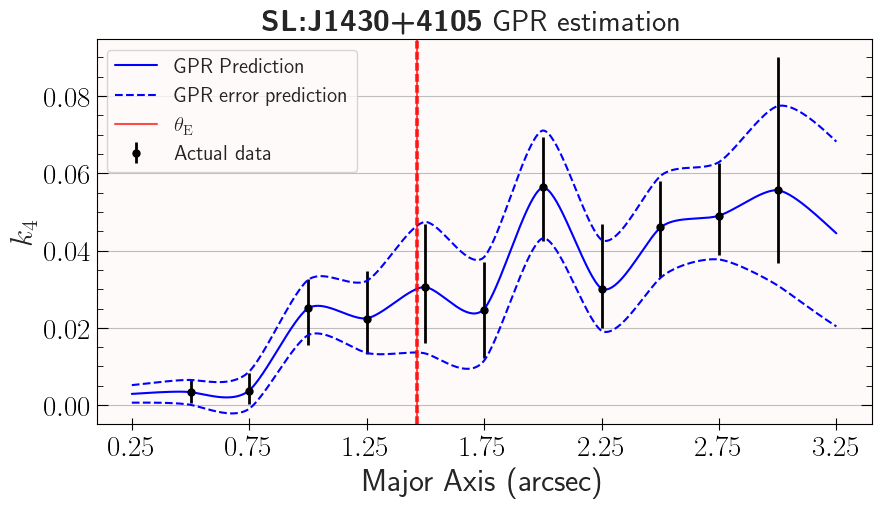 SL:J1430+4105 GPR estimation
GPR Prediction
GPR error prediction
θE
Actual data
0.08
0.06
0.04
0.02
0.00
k4
0.25 0.75 1.25 1.75 2.25 2.75 3.25
Major Axis (arcsec)